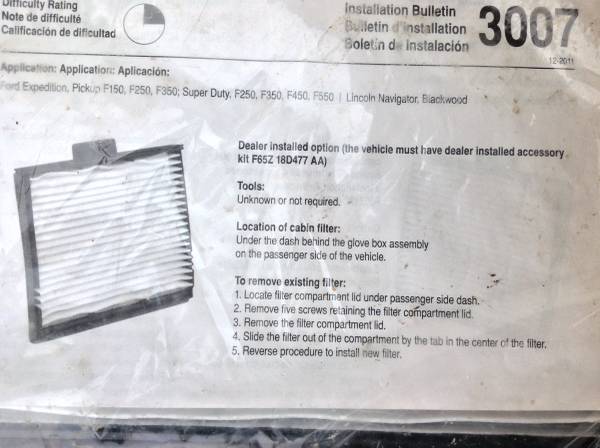 Difficulty Rating
Note de difficulté
Calificación de dificultad
Installation Bulletin
Bulletin d'installation
Boletín de instalación
3007
12-2011
Application: Application: Aplicación:
Ford Expedition, Pickup F150, F250, F350; Super Duty, F250, F350, F450, F550 | Lincoln Navigator, Blackwood
Dealer installed option (the vehicle must have dealer installed accessory
kit F65Z 18D477 AA)
Tools:
Unknown or not required.
Location of cabin filter:
Under the dash behind the glove box assembly
on the passenger side of the vehicle.
To remove existing filter:
1. Locate filter compartment lid under passenger side dash.
2. Remove five screws retaining the filter compartment lid.
3. Remove the filter compartment lid.
4. Slide the filter out of the compartment by the tab in the center of the filter.
5. Reverse procedure to install new filter.